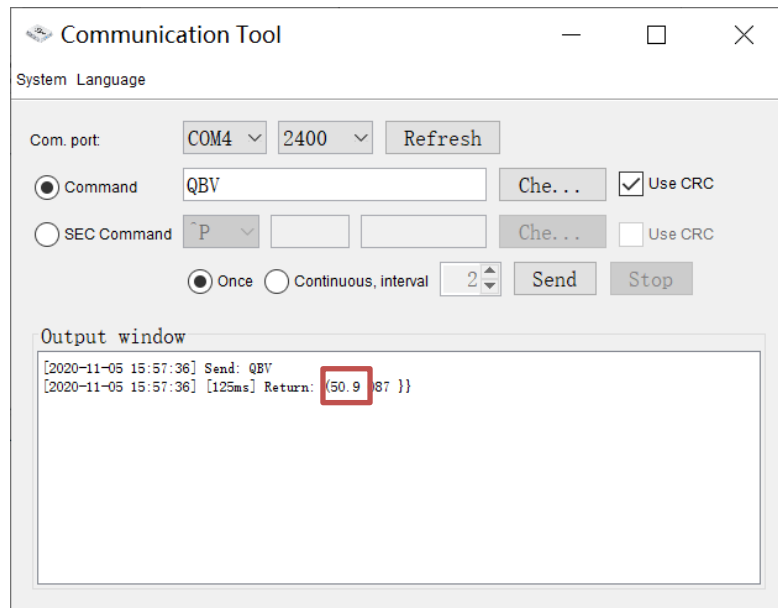 Communication Tool
System Language
Com. port: COM4 2400 Refresh
Command QBV Che... Use CRC
SEC Command ^P Che... Use CRC
Once Continuous, interval 2 Send Stop
Output window
[2020-11-05 15:57:36] Send: QBV
[2020-11-05 15:57:36] [125ms] Return: (50.9 087 }}